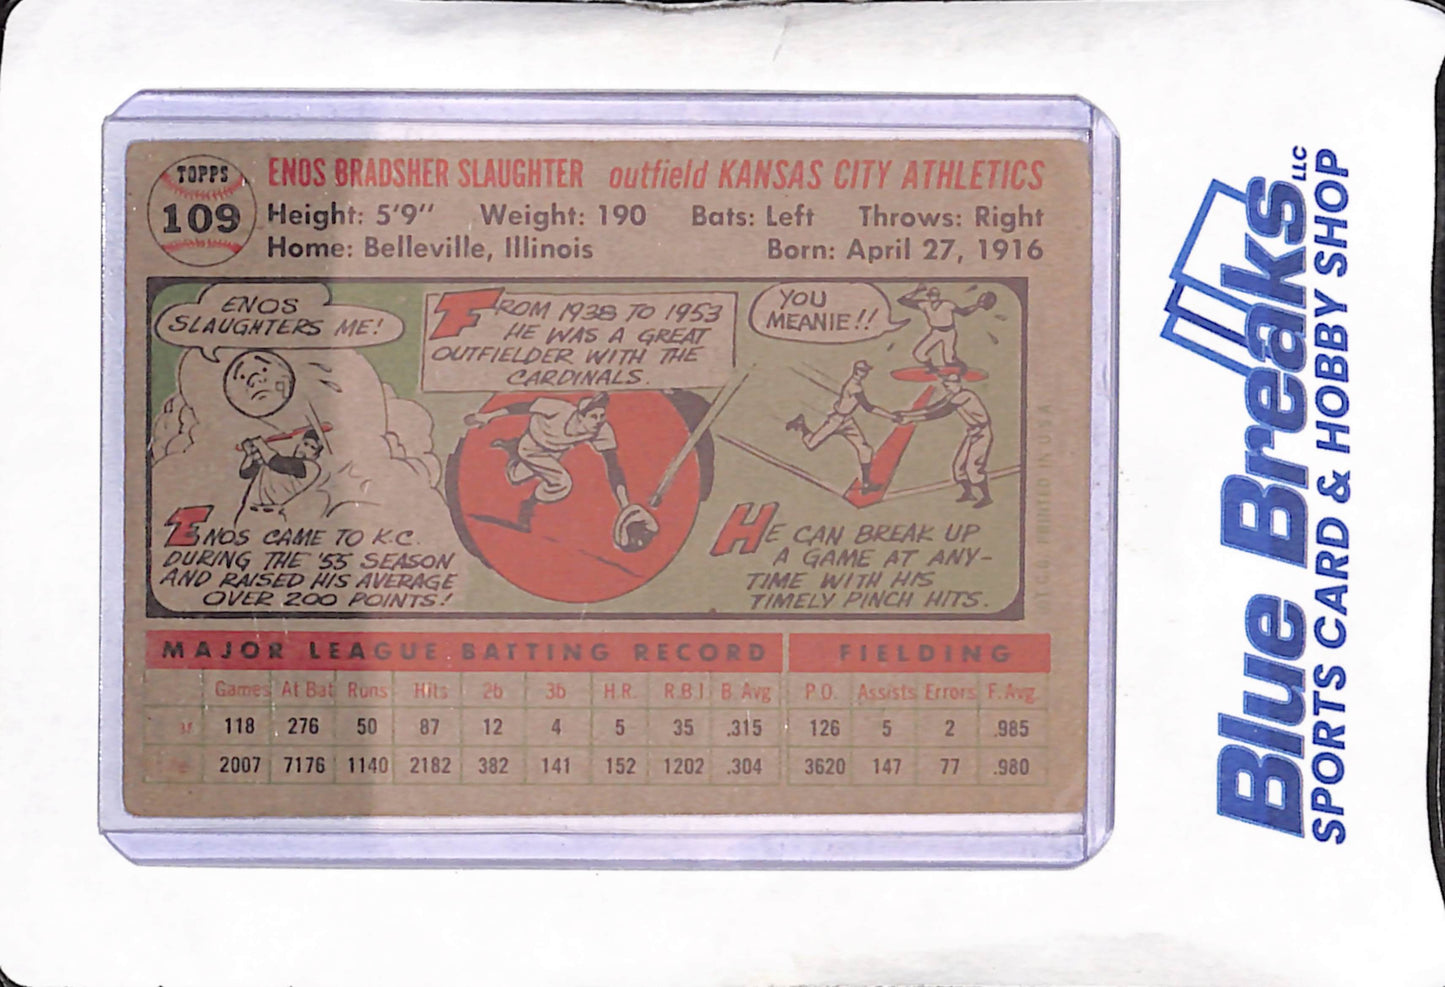 TOPPS
109
ENOS BRADSHER SLAUGHTER outfield KANSAS CITY ATHLETICS
Height: 5'9" Weight: 190 Bats: Left Throws: Right
Home: Belleville, Illinois Born: April 27, 1916
ENOS
SLAUGHTERS ME!
ENOS CAME TO K.C.
DURING THE '55 SEASON
AND RAISED HIS AVERAGE
OVER 200 POINTS!
FROM 1938 TO 1953
HE WAS A GREAT
OUTFIELDER WITH THE
CARDINALS.
YOU
MEANIE!!
HE CAN BREAK UP
A GAME AT ANY-
TIME WITH HIS
TIMELY PINCH HITS.
©T.C.G. PRINTED IN U.S.A.
MAJOR LEAGUE BATTING RECORD FIELDING
Games At Bat Runs Hits 2b 3b H.R. R.B.I B. Avg P.O. Assists Errors F. Avg.
118 276 50 87 12 4 5 35 .315 126 5 2 .985
2007 7176 1140 2182 382 141 152 1202 .304 3620 147 77 .980
Blue Breaks LLC
SPORTS CARD & HOBBY SHOP